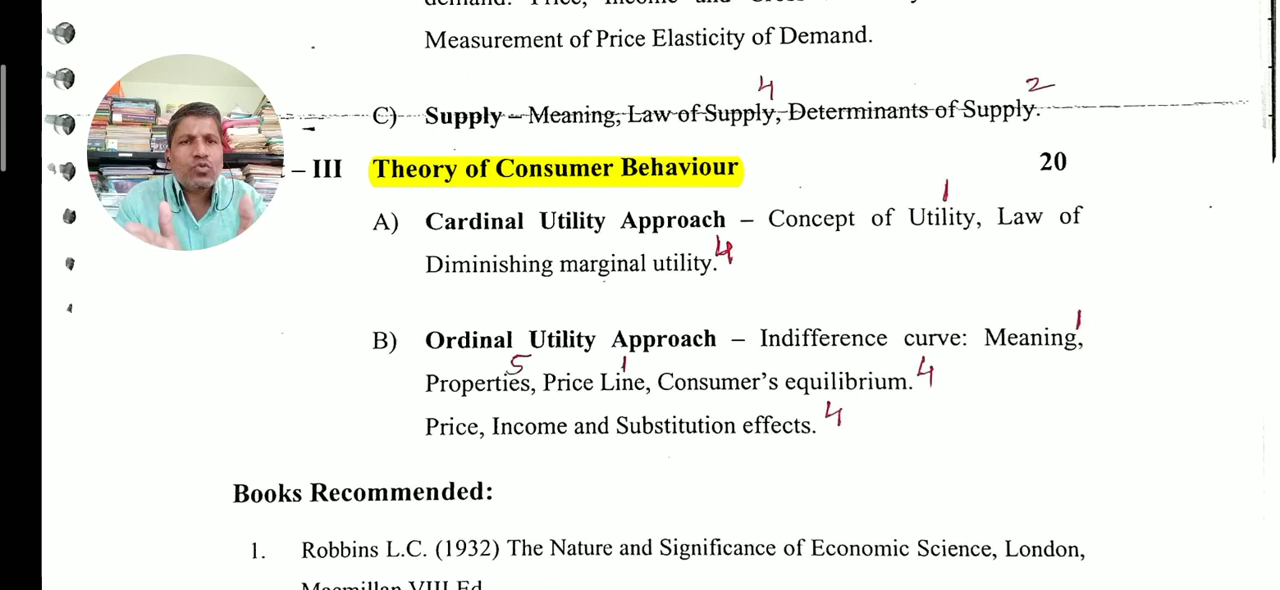 Measurement of Price Elasticity of Demand.
4 2
C) Supply – Meaning, Law of Supply, Determinants of Supply.
– III Theory of Consumer Behaviour 20
1
A) Cardinal Utility Approach – Concept of Utility, Law of
Diminishing marginal utility. 4
1
B) Ordinal Utility Approach – Indifference curve: Meaning,
5 1
Properties, Price Line, Consumer's equilibrium. 4
Price, Income and Substitution effects. 4
Books Recommended:
1. Robbins L.C. (1932) The Nature and Significance of Economic Science, London,
Macmillan VIII Ed